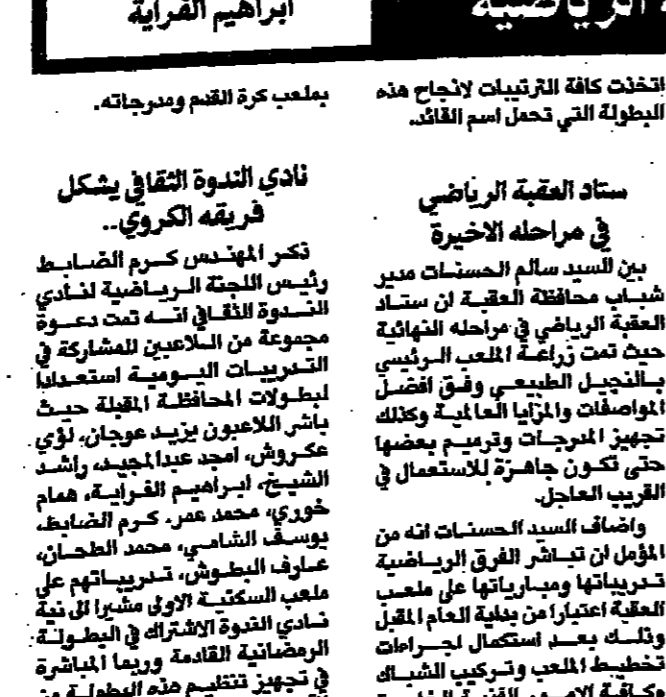 الرياضية
ابراهيم القراية
اتخذت كافة الترتيبات لانجاح هذه
البطولة التي تحمل اسم القائد.
ستاد العقبة الرياضي
في مراحله الاخيرة
بين السيد سالم الحسنات مدير
شباب محافظة العقبة ان ستاد
العقبة الرياضي في مراحله النهائية
حيث تمت زراعة الملعب الرئيسي
بالنجيل الطبيعي وفق افضل
المواصفات والمزايا العالمية وكذلك
تجهيز المدرجات وترميم بعضها
حتى تكون جاهزة للاستعمال في
القريب العاجل.
واضاف السيد الحسنات انه من
المؤمل ان تباشر الفرق الرياضية
تدريباتها ومبارياتها على ملعب
العقبة اعتبارا من بداية العام المقبل
وذلك بعد استكمال اجراءات
تخطيط الملعب وتركيب الشباك
وكافة الامور الفنية
بملعب كرة القدم ومدرجاته.
نادي الندوة الثقافي يشكل
فريقه الكروي..
ذكر المهندس كرم الضابط
رئيس اللجنة الرياضية لنادي
الندوة الثقافي انه تمت دعوة
مجموعة من اللاعبين للمشاركة في
التدريبات اليومية استعدادا
لبطولات المحافظة المقبلة حيث
باشر اللاعبون يزيد عوجان، لؤي
عكروش، امجد عبدالمجيد، راشد
الشيخ، ابراهيم القراية، همام
خوري، محمد عمر، كرم الضابط،
يوسف الشامي، محمد الطحان،
عارف البطوش، تدريباتهم على
ملعب السكنية الاولى مشيرا الى نية
نادي الندوة الاشتراك في البطولة
الرمضانية القادمة وربما المباشرة
في تجهيز تنظيم هذه البطولة من